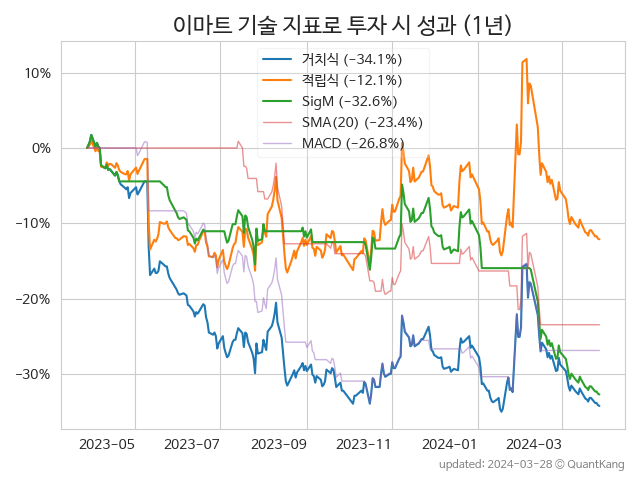 이마트 기술 지표로 투자 시 성과 (1년)
거치식 (−34.1%)
적립식 (−12.1%)
SigM (−32.6%)
SMA(20) (−23.4%)
MACD (−26.8%)
10%
0%
−10%
−20%
−30%
2023-05 2023-07 2023-09 2023-11 2024-01 2024-03
updated: 2024-03-28 © QuantKang